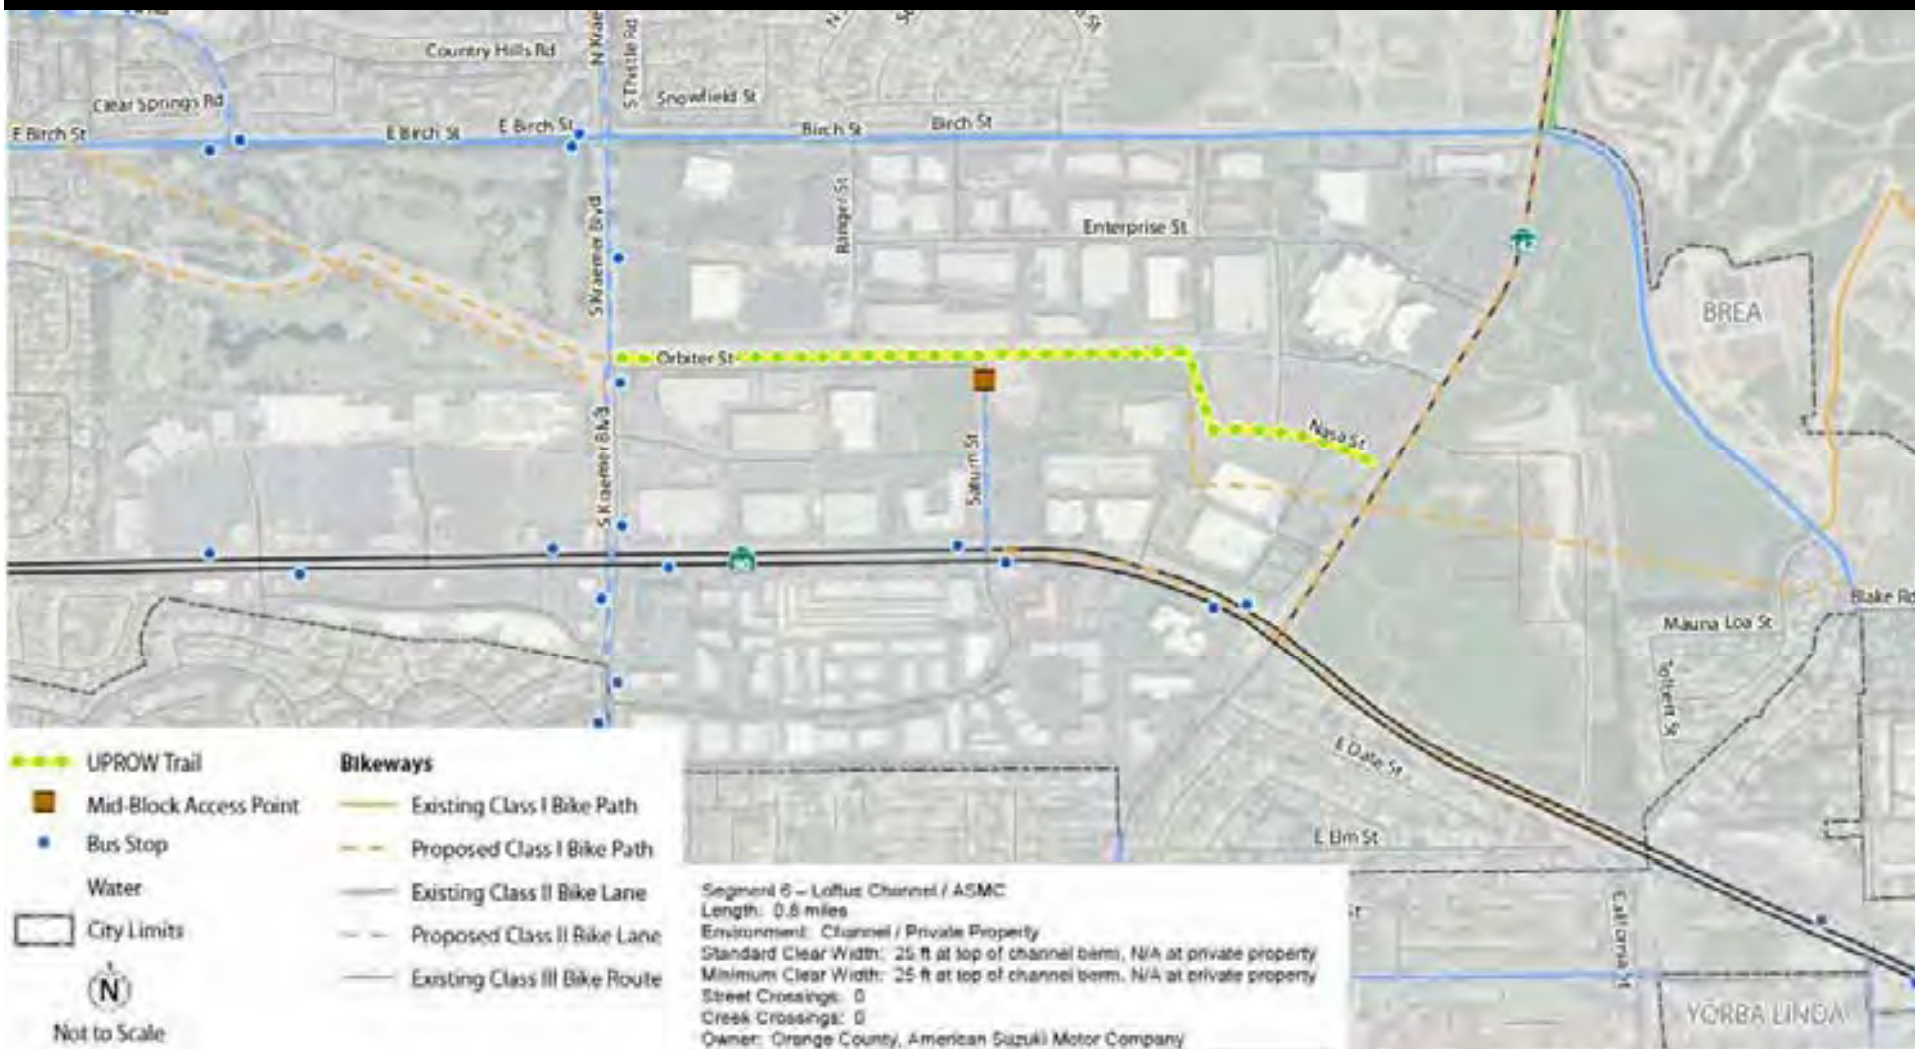 Country Hills Rd
N Krae
S Thistle Rd
Clear Springs Rd
Snowfield St
E Birch St
E Birch St
E Birch St
Birch St
Birch St
S Kraemer Blvd
Ranger St
Enterprise St
142
BREA
Orbiter St
S Kraemer Blvd
Saturn St
Nasa St
90
Blake Rd
Mauna Loa St
E Date St
E Elm St
California St
YORBA LINDA
UPROW Trail
Mid-Block Access Point
Bus Stop
Water
City Limits
N
Not to Scale
Bikeways
Existing Class I Bike Path
Proposed Class I Bike Path
Existing Class II Bike Lane
Proposed Class II Bike Lane
Existing Class III Bike Route
Segment 6 – Loftus Channel / ASMC
Length: 0.8 miles
Environment: Channel / Private Property
Standard Clear Width: 25 ft at top of channel berm, N/A at private property
Minimum Clear Width: 25 ft at top of channel berm, N/A at private property
Street Crossings: 0
Creek Crossings: 0
Owner: Orange County, American Suzuki Motor Company